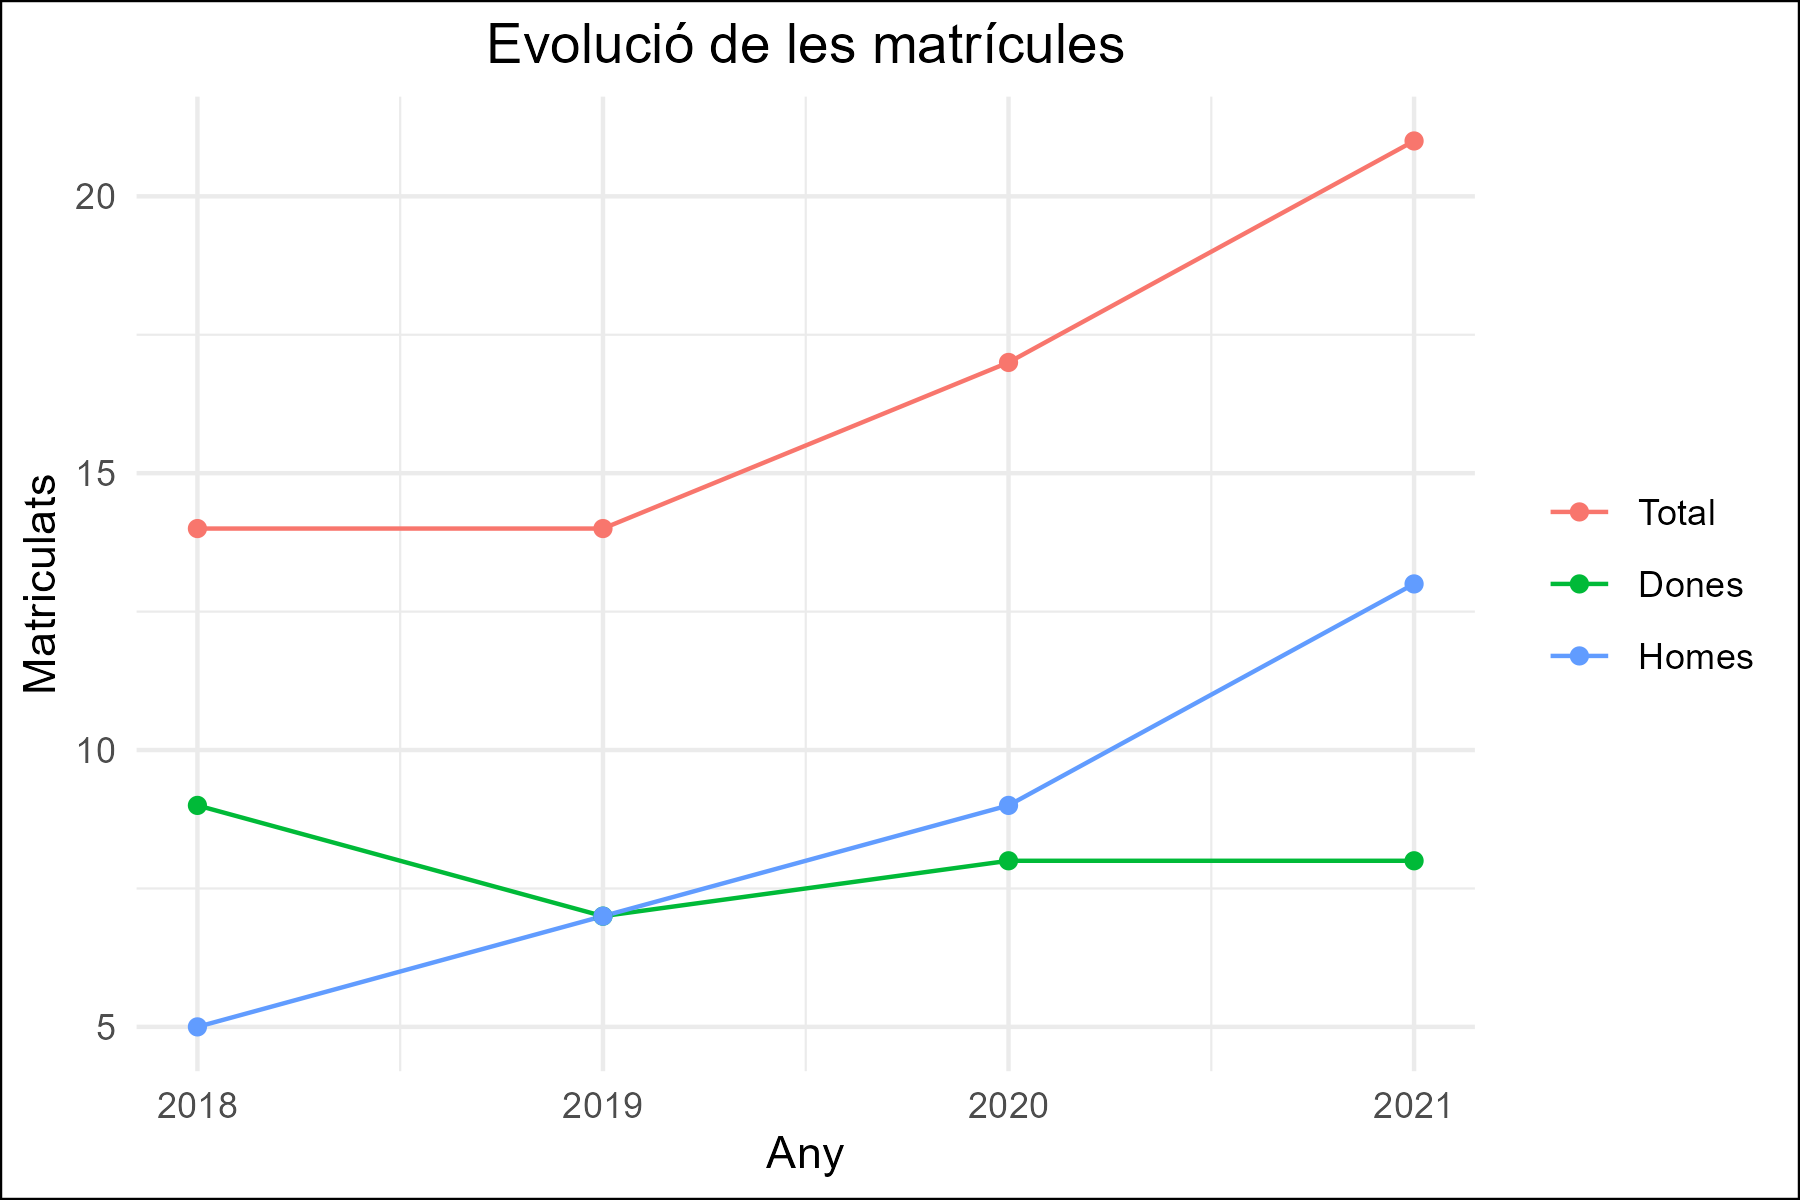 Evolució de les matrícules
20
15
10
5
Matriculats
2018
2019
2020
2021
Any
Total
Dones
Homes